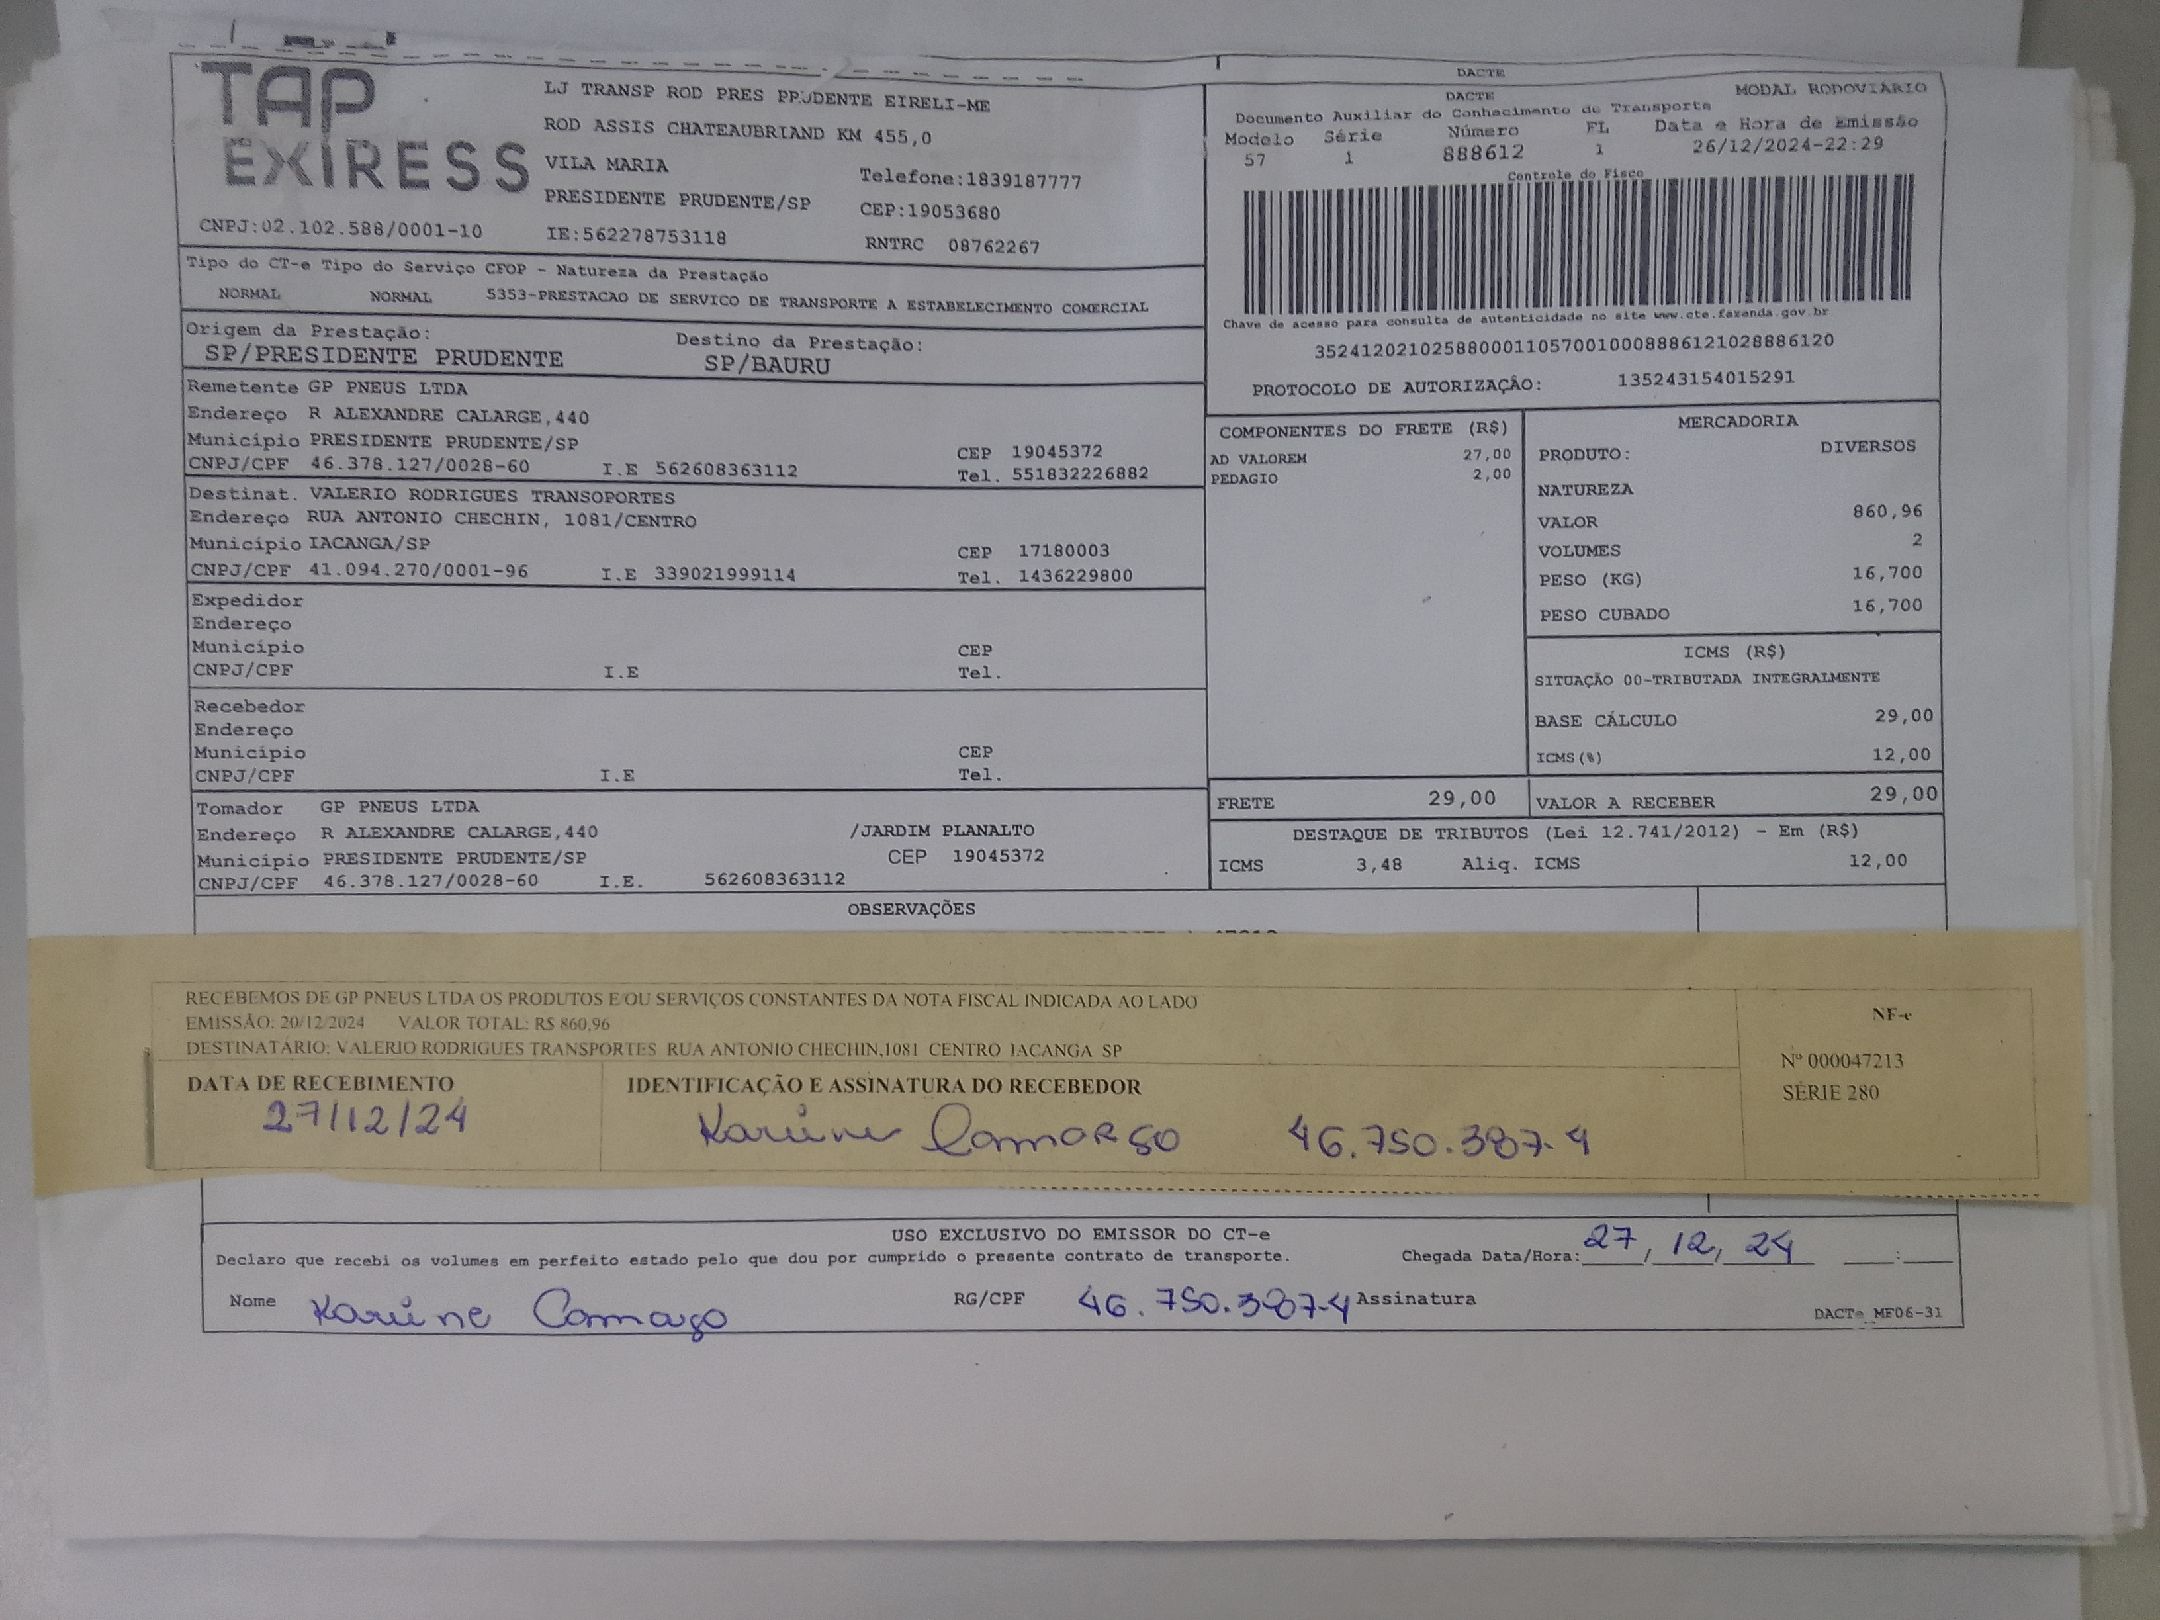 TAP
EXIRESS
CNPJ:02.102.588/0001-10
LJ TRANSP ROD PRES PRUDENTE EIRELI-ME
ROD ASSIS CHATEAUBRIAND KM 455,0
VILA MARIA
Telefone:1839187777
PRESIDENTE PRUDENTE/SP CEP:19053680
IE:562278753118 RNTRC 08762267
DACTE
DACTE MODAL RODOVIÁRIO
Documento Auxiliar do Conhecimento de Transporte
Modelo Série Número FL Data e Hora de Emissão
57 1 888612 1 26/12/2024-22:29
Controle do Fisco
Chave de acesso para consulta de autenticidade no site www.cte.fazenda.gov.br
35241202102588000110570010008886121028886120
PROTOCOLO DE AUTORIZAÇÃO: 135243154015291
Tipo do CT-e Tipo do Serviço CFOP - Natureza da Prestação
NORMAL NORMAL 5353-PRESTACAO DE SERVICO DE TRANSPORTE A ESTABELECIMENTO COMERCIAL
Origem da Prestação: Destino da Prestação:
SP/PRESIDENTE PRUDENTE SP/BAURU
Remetente GP PNEUS LTDA
Endereço R ALEXANDRE CALARGE,440
Município PRESIDENTE PRUDENTE/SP CEP 19045372
CNPJ/CPF 46.378.127/0028-60 I.E 562608363112 Tel. 551832226882
Destinat. VALERIO RODRIGUES TRANSOPORTES
Endereço RUA ANTONIO CHECHIN, 1081/CENTRO
Município IACANGA/SP CEP 17180003
CNPJ/CPF 41.094.270/0001-96 I.E 339021999114 Tel. 1436229800
Expedidor
Endereço
Município CEP
CNPJ/CPF I.E Tel.
Recebedor
Endereço
Município CEP
CNPJ/CPF I.E Tel.
Tomador GP PNEUS LTDA
Endereço R ALEXANDRE CALARGE,440 /JARDIM PLANALTO
Município PRESIDENTE PRUDENTE/SP CEP 19045372
CNPJ/CPF 46.378.127/0028-60 I.E. 562608363112
COMPONENTES DO FRETE (R$)
AD VALOREM 27,00
PEDAGIO 2,00
MERCADORIA
PRODUTO: DIVERSOS
NATUREZA
VALOR 860,96
VOLUMES 2
PESO (KG) 16,700
PESO CUBADO 16,700
ICMS (R$)
SITUAÇÃO 00-TRIBUTADA INTEGRALMENTE
BASE CÁLCULO 29,00
ICMS(%) 12,00
FRETE 29,00 VALOR A RECEBER 29,00
DESTAQUE DE TRIBUTOS (Lei 12.741/2012) - Em (R$)
ICMS 3,48 Aliq. ICMS 12,00
OBSERVAÇÕES
RECEBEMOS DE GP PNEUS LTDA OS PRODUTOS E/OU SERVIÇOS CONSTANTES DA NOTA FISCAL INDICADA AO LADO
EMISSÃO: 20/12/2024 VALOR TOTAL: R$ 860,96
DESTINATÁRIO: VALERIO RODRIGUES TRANSPORTES RUA ANTONIO CHECHIN,1081 CENTRO IACANGA SP
DATA DE RECEBIMENTO
27/12/24
IDENTIFICAÇÃO E ASSINATURA DO RECEBEDOR
Karine Camargo 46.750.387-4
NF-e
Nº 000047213
SÉRIE 280
USO EXCLUSIVO DO EMISSOR DO CT-e
Declaro que recebi os volumes em perfeito estado pelo que dou por cumprido o presente contrato de transporte. Chegada Data/Hora: 27/12/24 :
Nome Karine Camargo RG/CPF 46.750.387-4 Assinatura
DACTe MF06-31